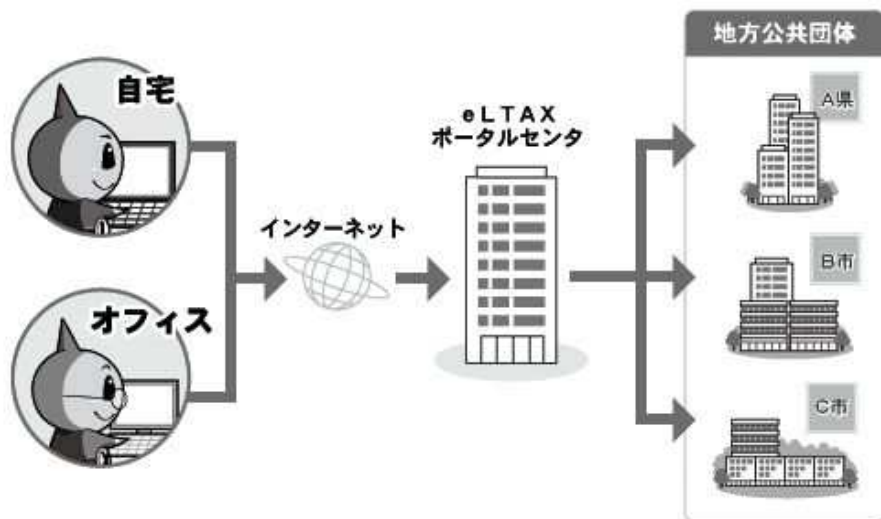 自宅
オフィス
インターネット
eLTAX
ポータルセンタ
地方公共団体
A県
B市
C市